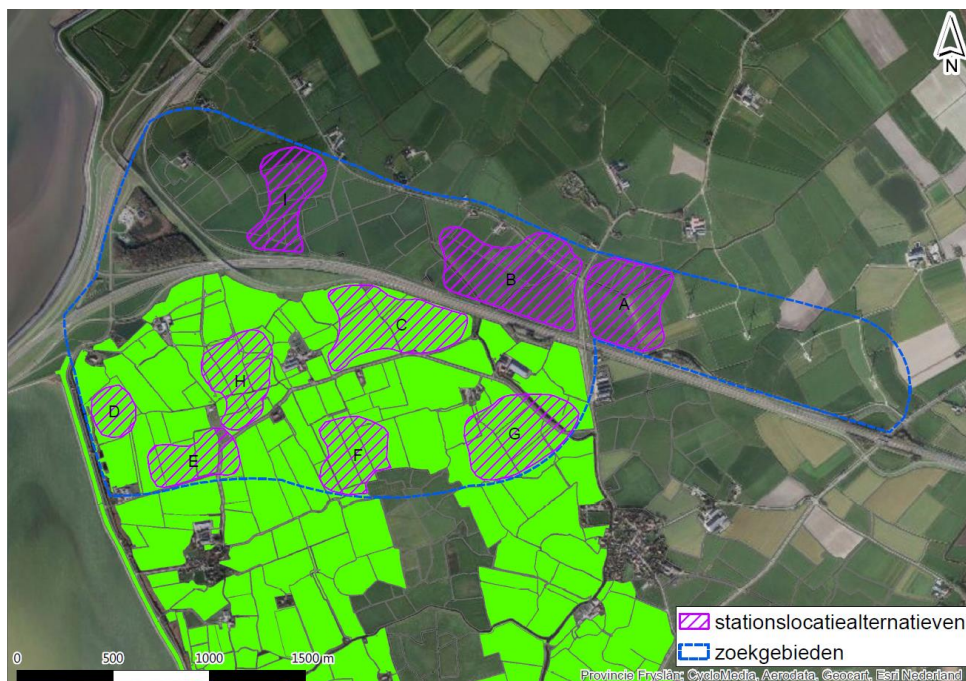 N
I
B
A
C
H
D
G
E
F
stationslocatiealternatieven
zoekgebieden
0 500 1000 1500 m
Provincie Fryslân; CycloMedia, Aerodata, Geocart, Esri Nederland